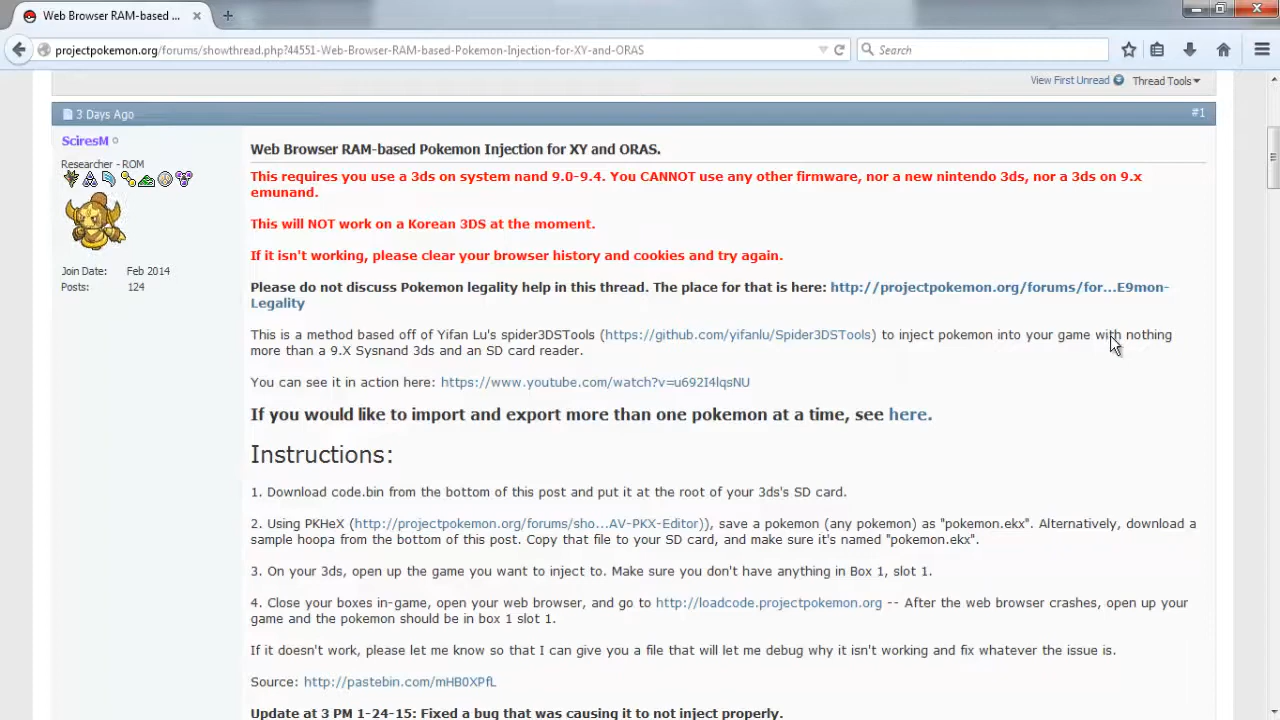 Web Browser RAM-based ...
projectpokemon.org/forums/showthread.php?44551-Web-Browser-RAM-based-Pokemon-Injection-for-XY-and-ORAS
Search
View First Unread
Thread Tools
3 Days Ago
#1
SciresM
Researcher - ROM
Join Date: Feb 2014
Posts: 124
Web Browser RAM-based Pokemon Injection for XY and ORAS.
This requires you use a 3ds on system nand 9.0-9.4. You CANNOT use any other firmware, nor a new nintendo 3ds, nor a 3ds on 9.x
emunand.
This will NOT work on a Korean 3DS at the moment.
If it isn't working, please clear your browser history and cookies and try again.
Please do not discuss Pokemon legality help in this thread. The place for that is here: http://projectpokemon.org/forums/for...E9mon-
Legality
This is a method based off of Yifan Lu's spider3DSTools (https://github.com/yifanlu/Spider3DSTools) to inject pokemon into your game with nothing
more than a 9.X Sysnand 3ds and an SD card reader.
You can see it in action here: https://www.youtube.com/watch?v=u692I4lqsNU
If you would like to import and export more than one pokemon at a time, see here.
Instructions:
1. Download code.bin from the bottom of this post and put it at the root of your 3ds's SD card.
2. Using PKHeX (http://projectpokemon.org/forums/sho...AV-PKX-Editor)), save a pokemon (any pokemon) as "pokemon.ekx". Alternatively, download a
sample hoopa from the bottom of this post. Copy that file to your SD card, and make sure it's named "pokemon.ekx".
3. On your 3ds, open up the game you want to inject to. Make sure you don't have anything in Box 1, slot 1.
4. Close your boxes in-game, open your web browser, and go to http://loadcode.projectpokemon.org -- After the web browser crashes, open up your
game and the pokemon should be in box 1 slot 1.
If it doesn't work, please let me know so that I can give you a file that will let me debug why it isn't working and fix whatever the issue is.
Source: http://pastebin.com/mHB0XPfL
Update at 3 PM 1-24-15: Fixed a bug that was causing it to not inject properly.